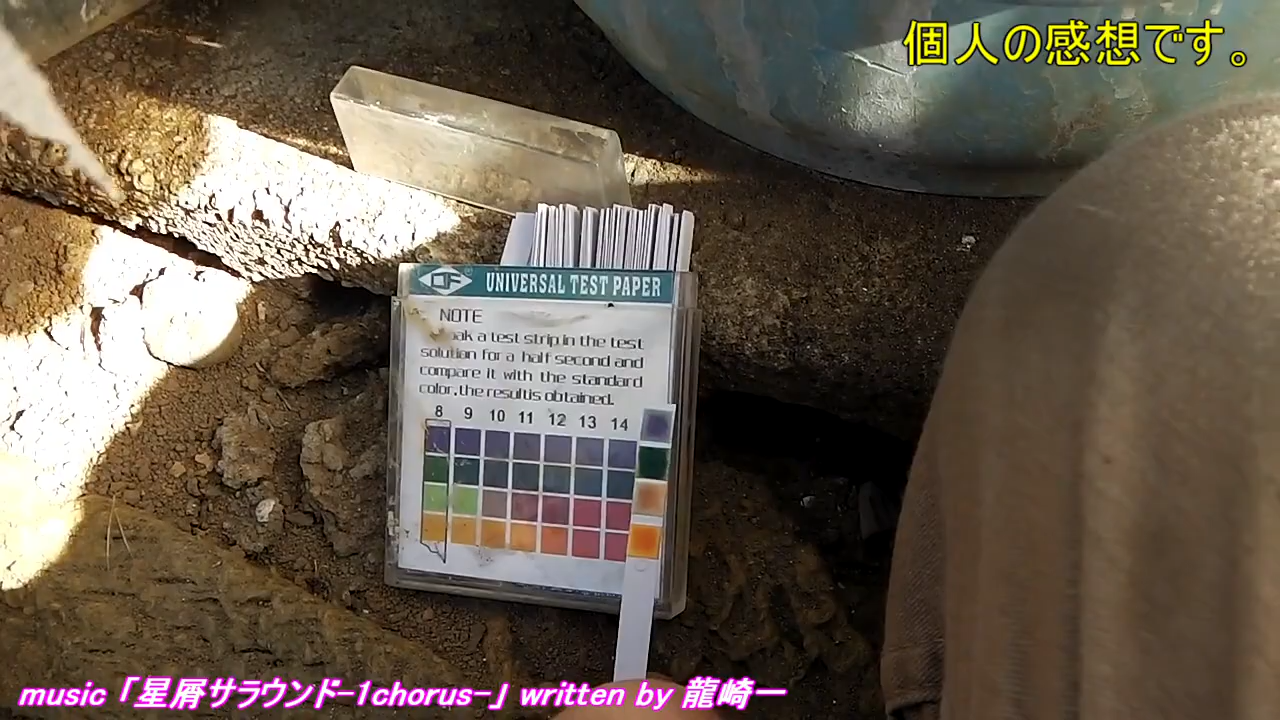 個人の感想です。
UNIVERSAL TEST PAPER
NOTE
ak a test strip,in the test
solution for a half second and
compare it with the standard
color,the resultis obtained.
8 9 10 11 12 13 14
music「星屑サラウンド-1chorus-」written by 龍崎一